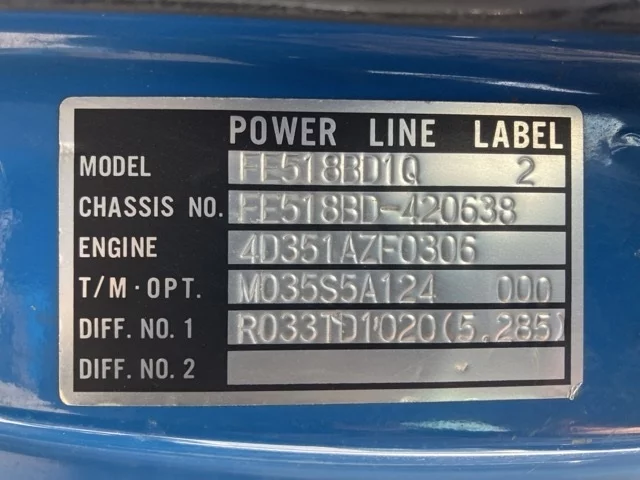 POWER LINE LABEL
MODEL FE518BD1Q 2
CHASSIS NO. FE518BD-420638
ENGINE 4D351AZF0306
T/M·OPT. M035S5A124 000
DIFF. NO. 1 R033TD1020(5.285)
DIFF. NO. 2